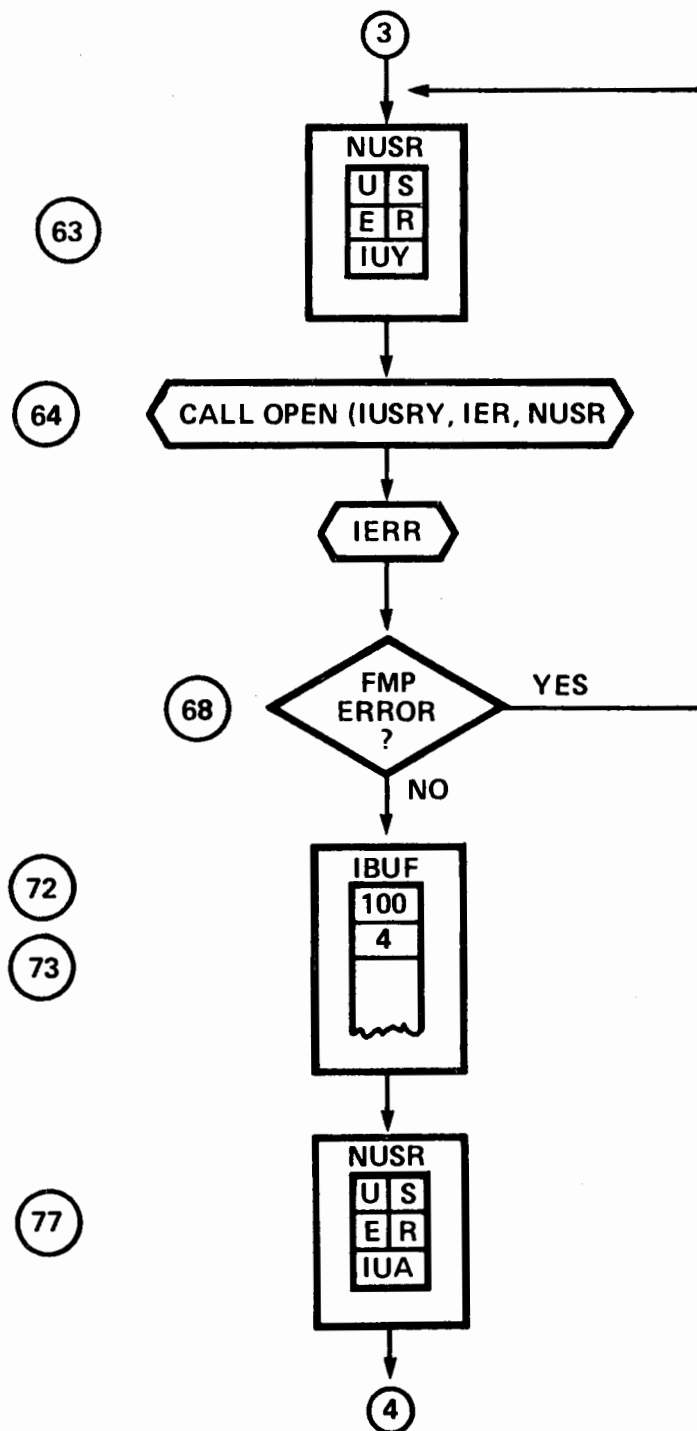 3
NUSR
U S
63
E R
IUY
64
CALL OPEN (IUSRY, IER, NUSR
IERR
68
FMP
ERROR
?
YES
NO
72
IBUF
100
73
4
NUSR
77
U S
E R
IUA
4